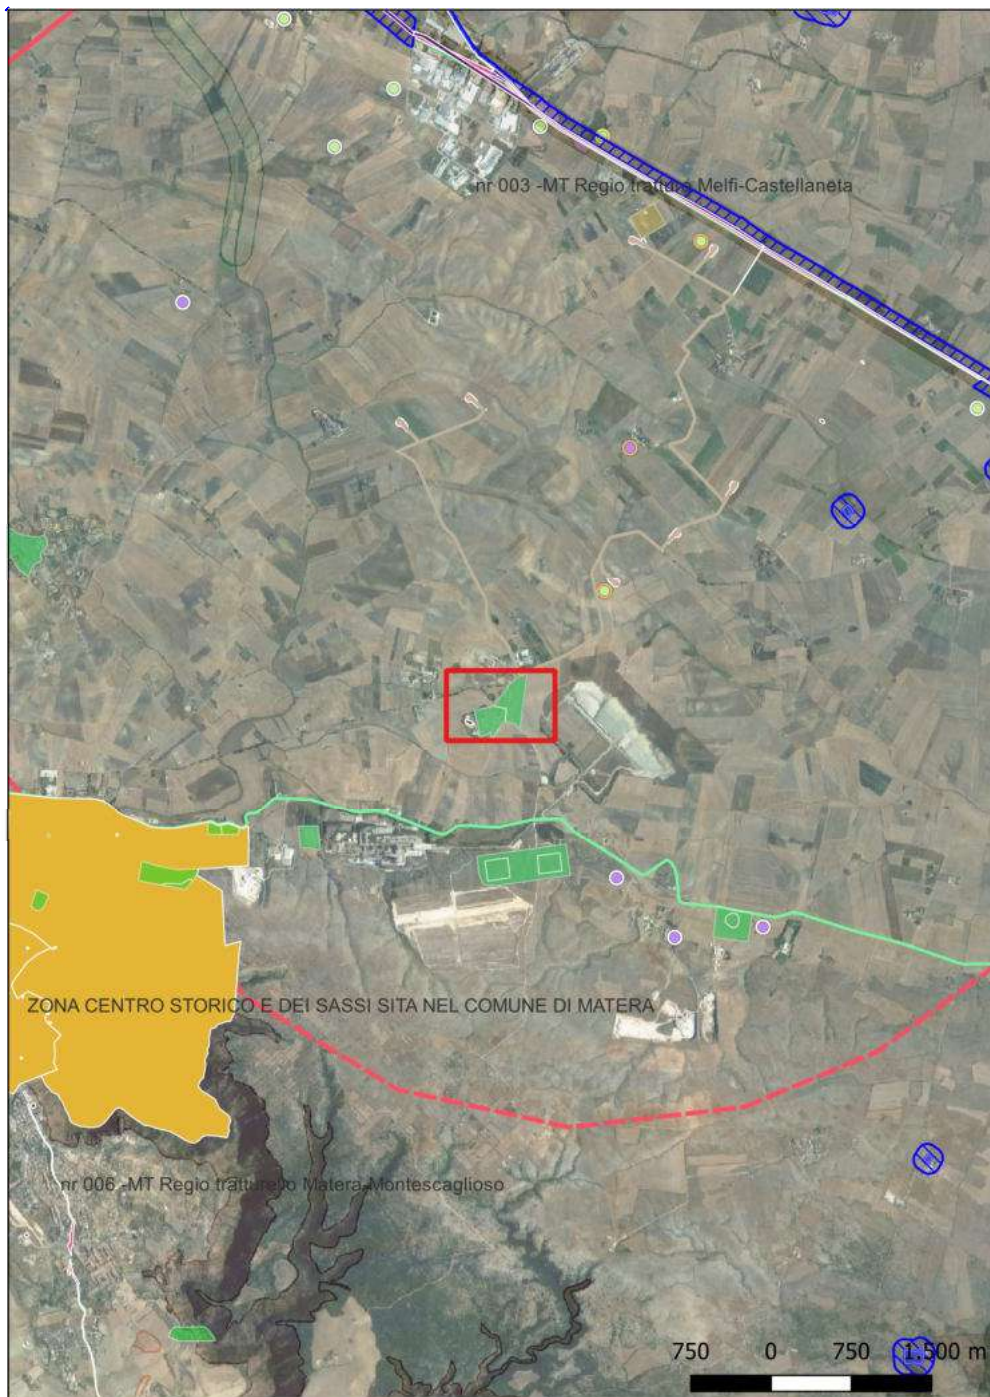 nr 003 -MT Regio tratturo Melfi-Castellaneta
ZONA CENTRO STORICO E DEI SASSI SITA NEL COMUNE DI MATERA
nr 006 -MT Regio tratturello Matera-Montescaglioso
750 0 750 1.500 m